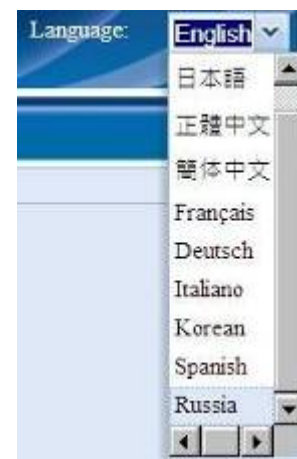 Language: English
日本語
正體中文
簡体中文
Français
Deutsch
Italiano
Korean
Spanish
Russia